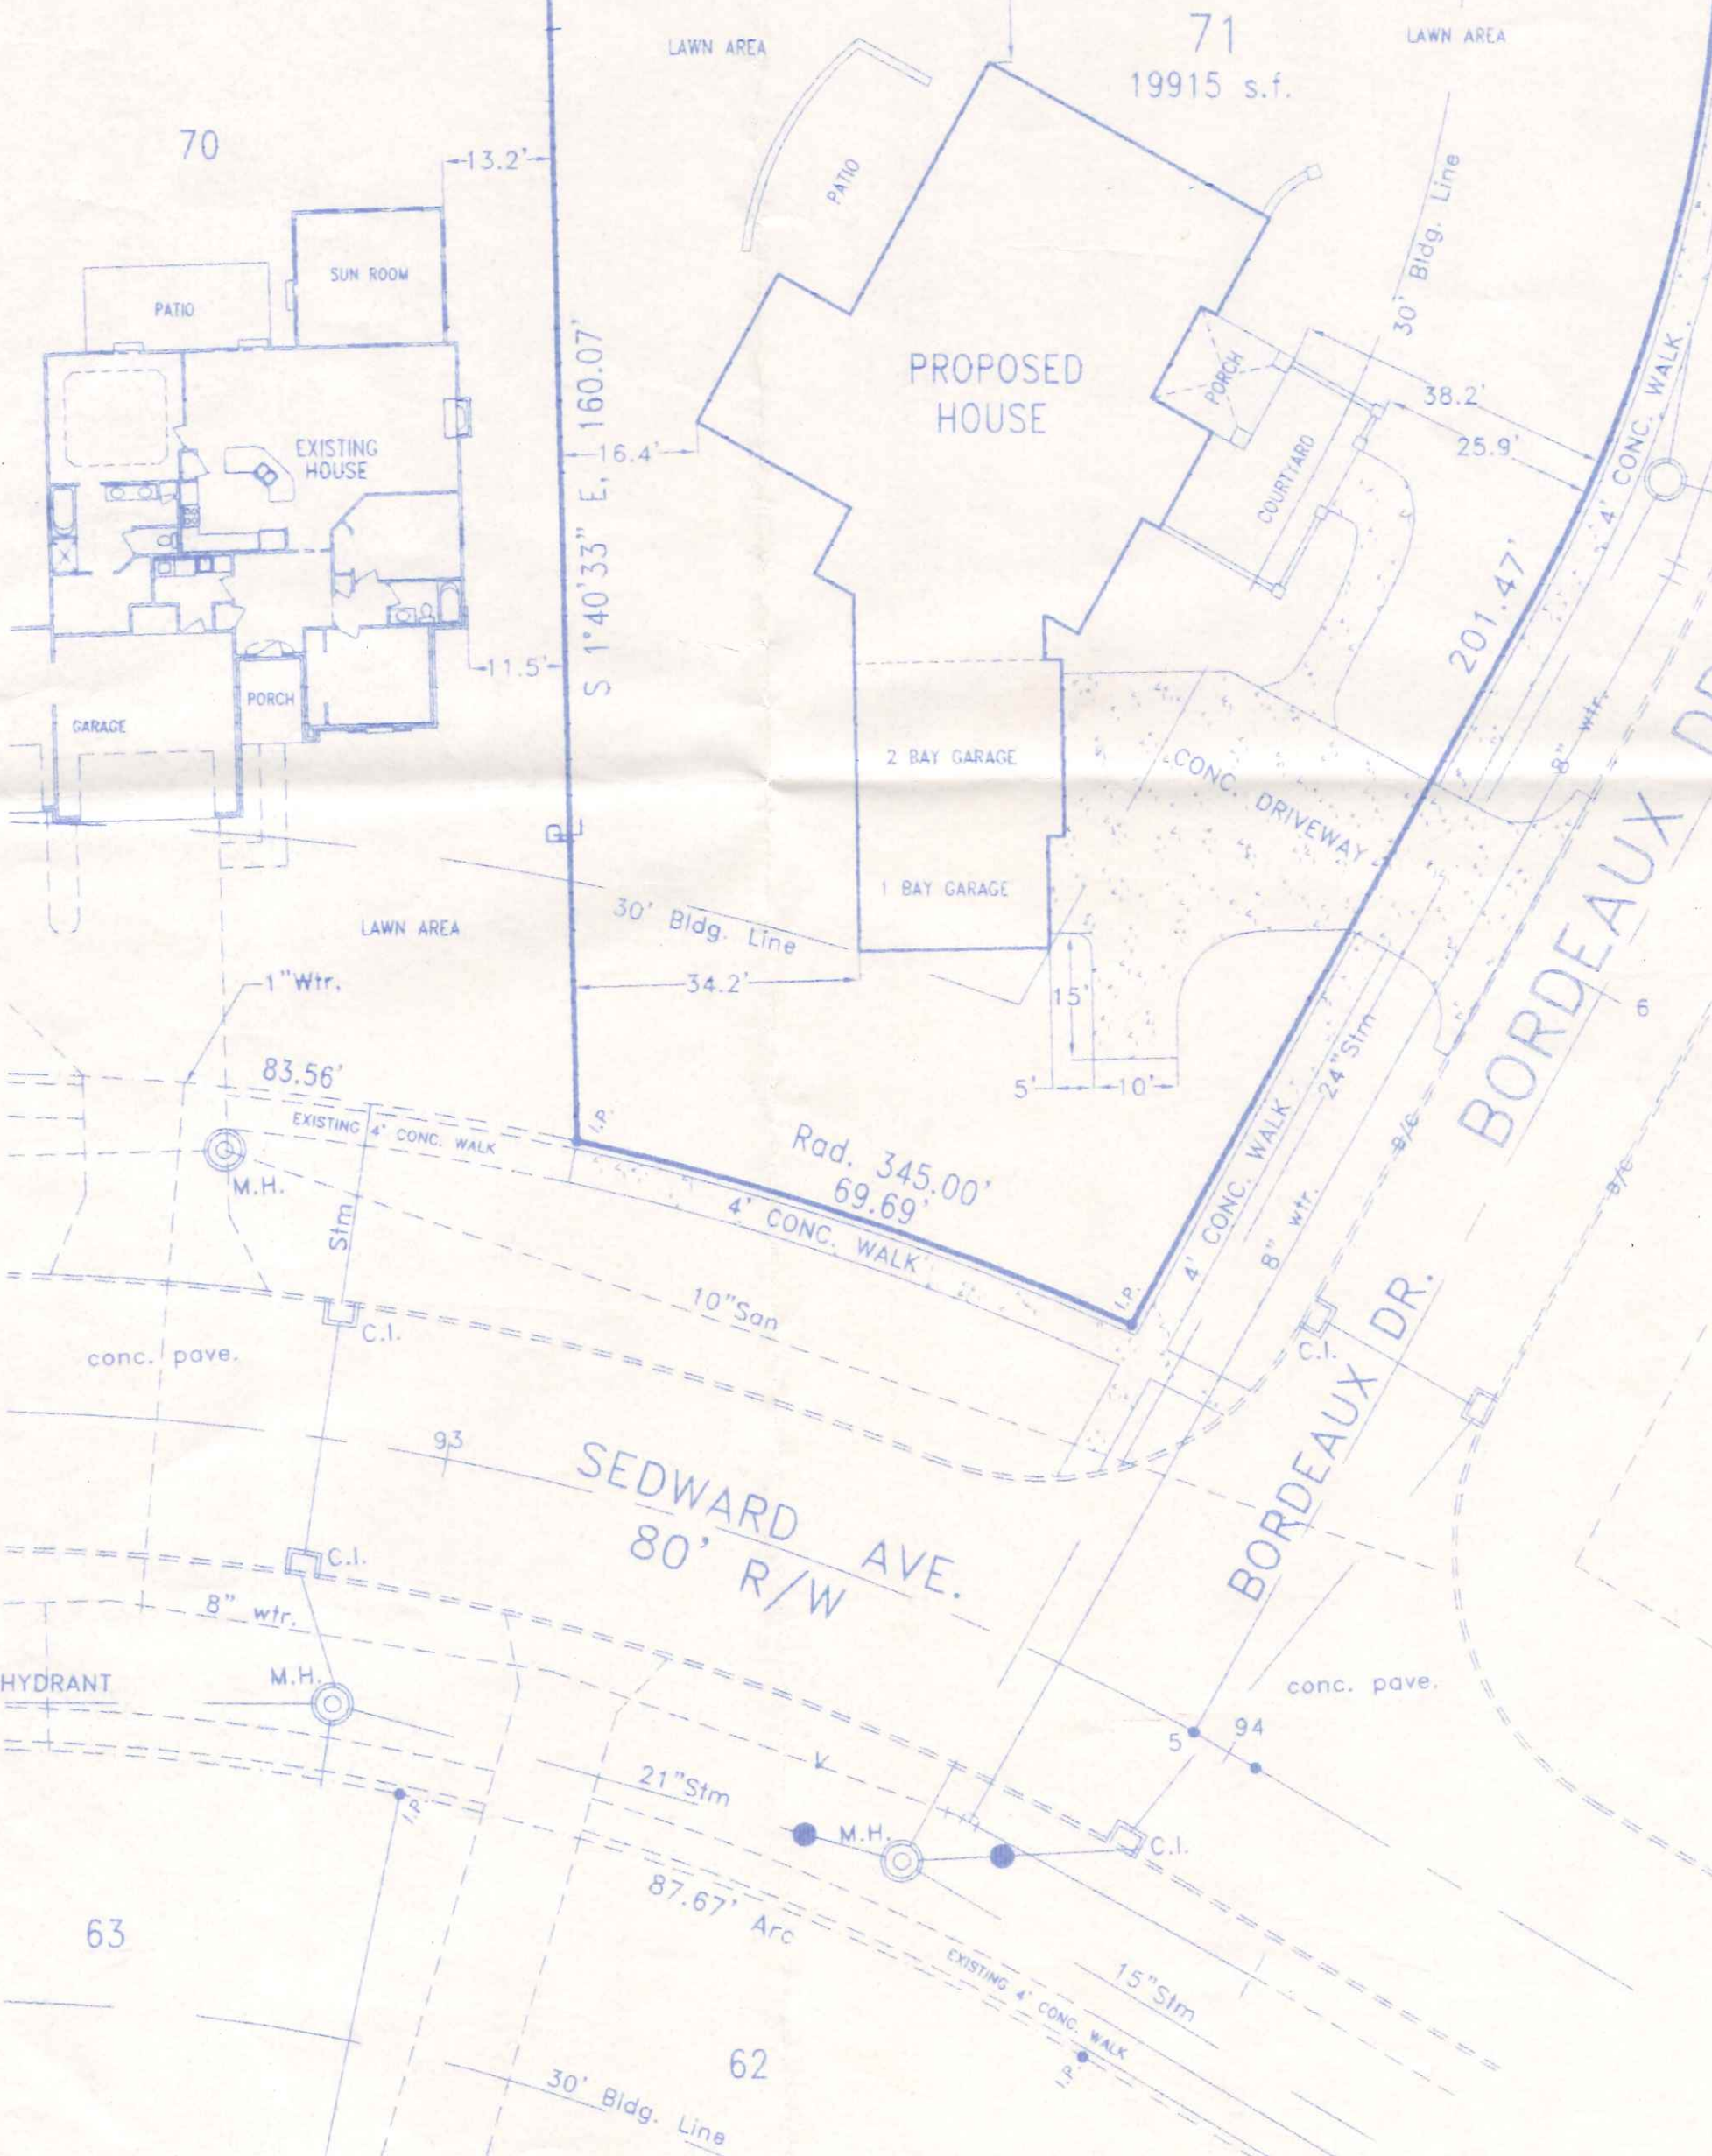 LAWN AREA
71
19915 s.f.
LAWN AREA
70
13.2'
PATIO
30' Bldg. Line
SUN ROOM
PATIO
PROPOSED
HOUSE
PORCH
38.2'
25.9'
4' CONC. WALK
EXISTING
HOUSE
16.4'
S 1°40'33" E, 160.07'
COURTYARD
201.47'
11.5'
PORCH
GARAGE
2 BAY GARAGE
CONC. DRIVEWAY
8" wtr.
BORDEAUX
PL
1 BAY GARAGE
30' Bldg. Line
LAWN AREA
1" Wtr.
34.2'
15'
6
24" Stm
83.56'
5'
10'
EXISTING 4' CONC. WALK
I.P.
Rad. 345.00'
69.69'
B/C
B/C
M.H.
4' CONC. WALK
4' CONC. WALK
8" wtr.
Stm
10" San
I.P.
C.I.
C.I.
conc. pave.
BORDEAUX DR.
93
SEDWARD AVE.
80' R/W
C.I.
8" wtr.
HYDRANT
M.H.
conc. pave.
5
94
21" Stm
I.P.
M.H.
C.I.
87.67' Arc
63
EXISTING 4' CONC. WALK
15" Stm
62
I.P.
30' Bldg. Line